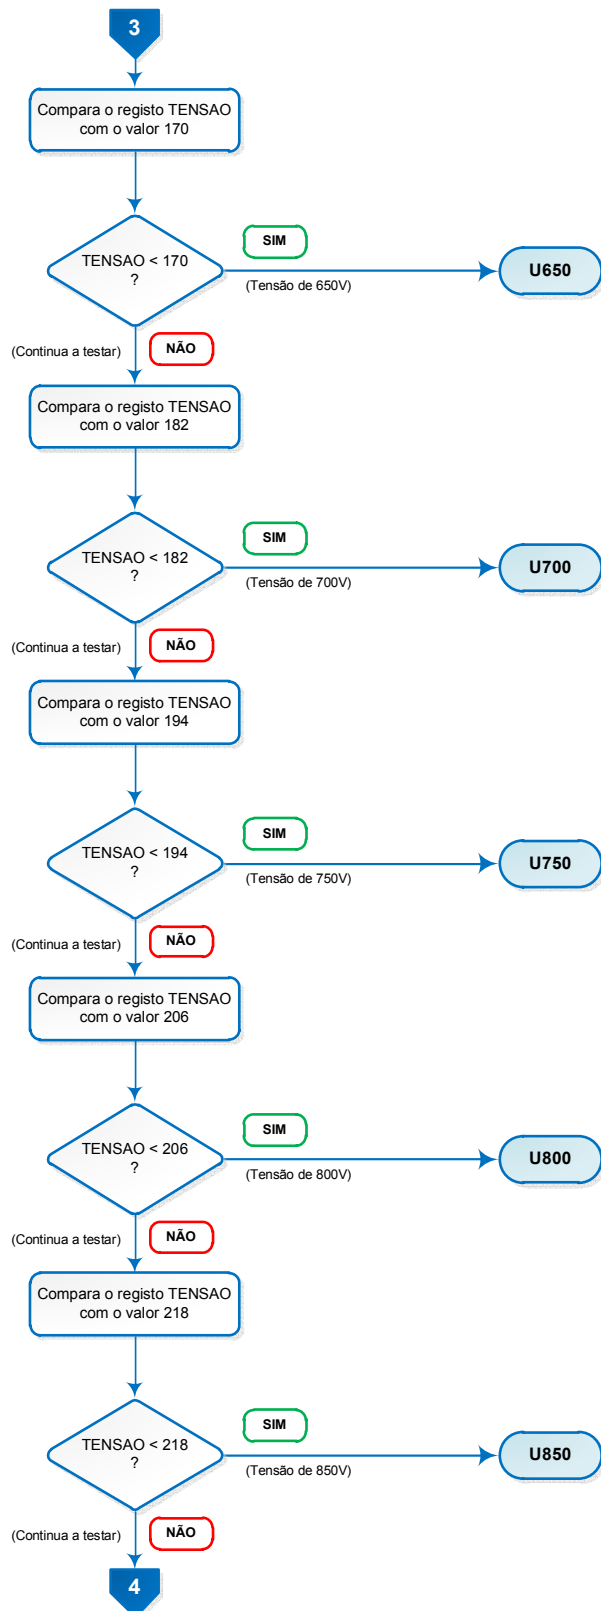 3
Compara o registo TENSAO
com o valor 170
TENSAO < 170
?
SIM
(Tensão de 650V)
U650
(Continua a testar)
NÃO
Compara o registo TENSAO
com o valor 182
TENSAO < 182
?
SIM
(Tensão de 700V)
U700
(Continua a testar)
NÃO
Compara o registo TENSAO
com o valor 194
TENSAO < 194
?
SIM
(Tensão de 750V)
U750
(Continua a testar)
NÃO
Compara o registo TENSAO
com o valor 206
TENSAO < 206
?
SIM
(Tensão de 800V)
U800
(Continua a testar)
NÃO
Compara o registo TENSAO
com o valor 218
TENSAO < 218
?
SIM
(Tensão de 850V)
U850
(Continua a testar)
NÃO
4